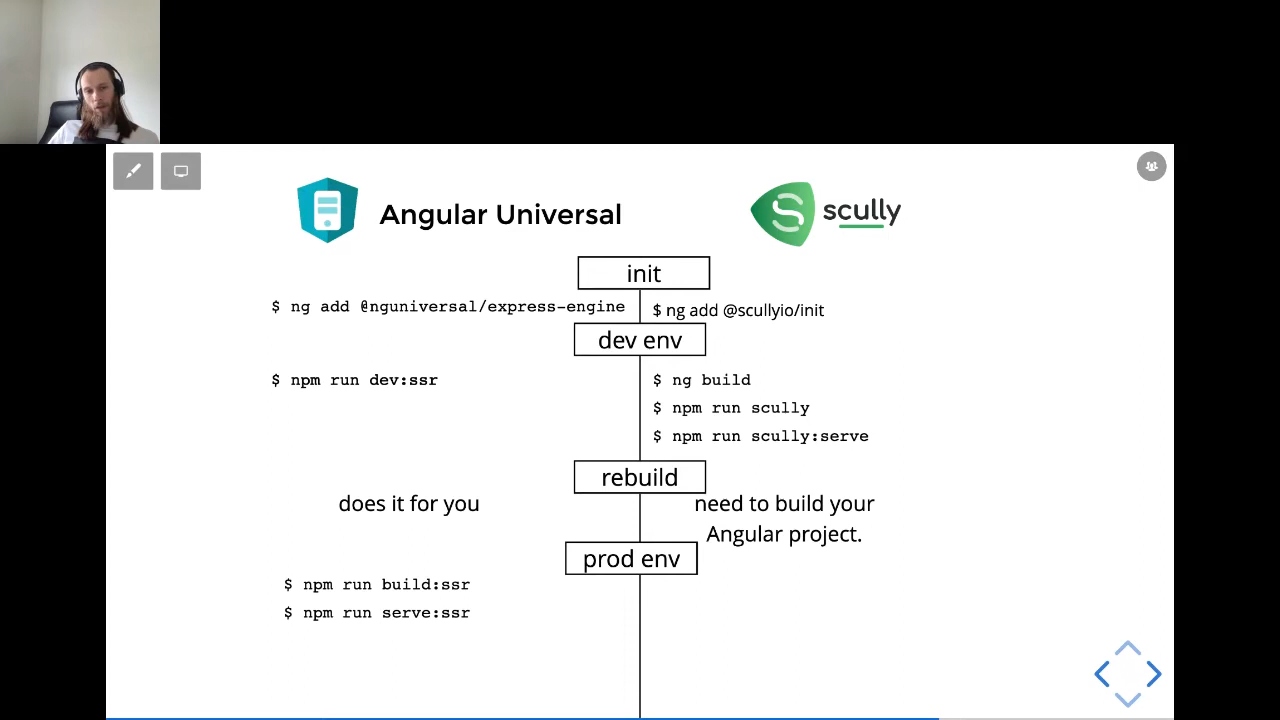 Angular Universal
scully
init
$ ng add @nguniversal/express-engine
$ ng add @scullyio/init
dev env
$ npm run dev:ssr
$ ng build
$ npm run scully
$ npm run scully:serve
rebuild
does it for you
need to build your
Angular project.
prod env
$ npm run build:ssr
$ npm run serve:ssr